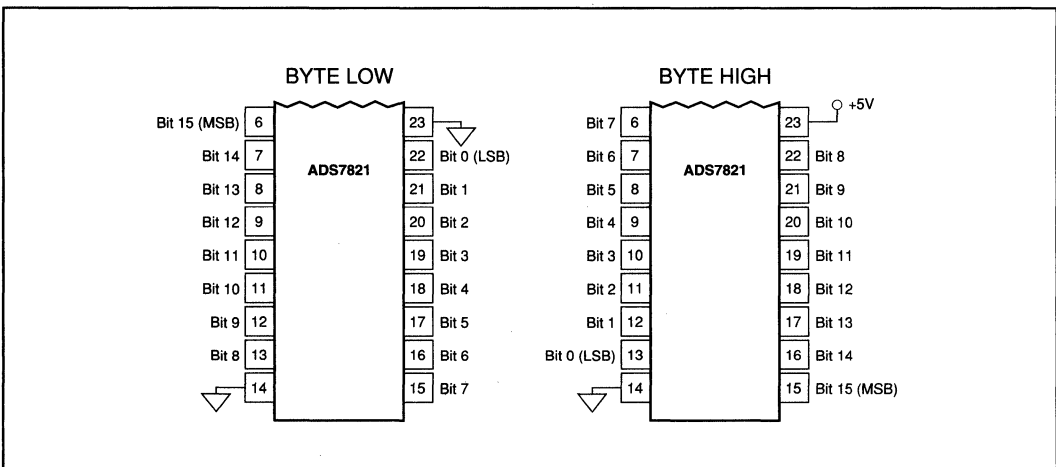 BYTE LOW
Bit 15 (MSB) 6 23
Bit 14 7 ADS7821 22 Bit 0 (LSB)
Bit 13 8 21 Bit 1
Bit 12 9 20 Bit 2
Bit 11 10 19 Bit 3
Bit 10 11 18 Bit 4
Bit 9 12 17 Bit 5
Bit 8 13 16 Bit 6
14 15 Bit 7
BYTE HIGH
Bit 7 6 23 +5V
Bit 6 7 ADS7821 22 Bit 8
Bit 5 8 21 Bit 9
Bit 4 9 20 Bit 10
Bit 3 10 19 Bit 11
Bit 2 11 18 Bit 12
Bit 1 12 17 Bit 13
Bit 0 (LSB) 13 16 Bit 14
14 15 Bit 15 (MSB)